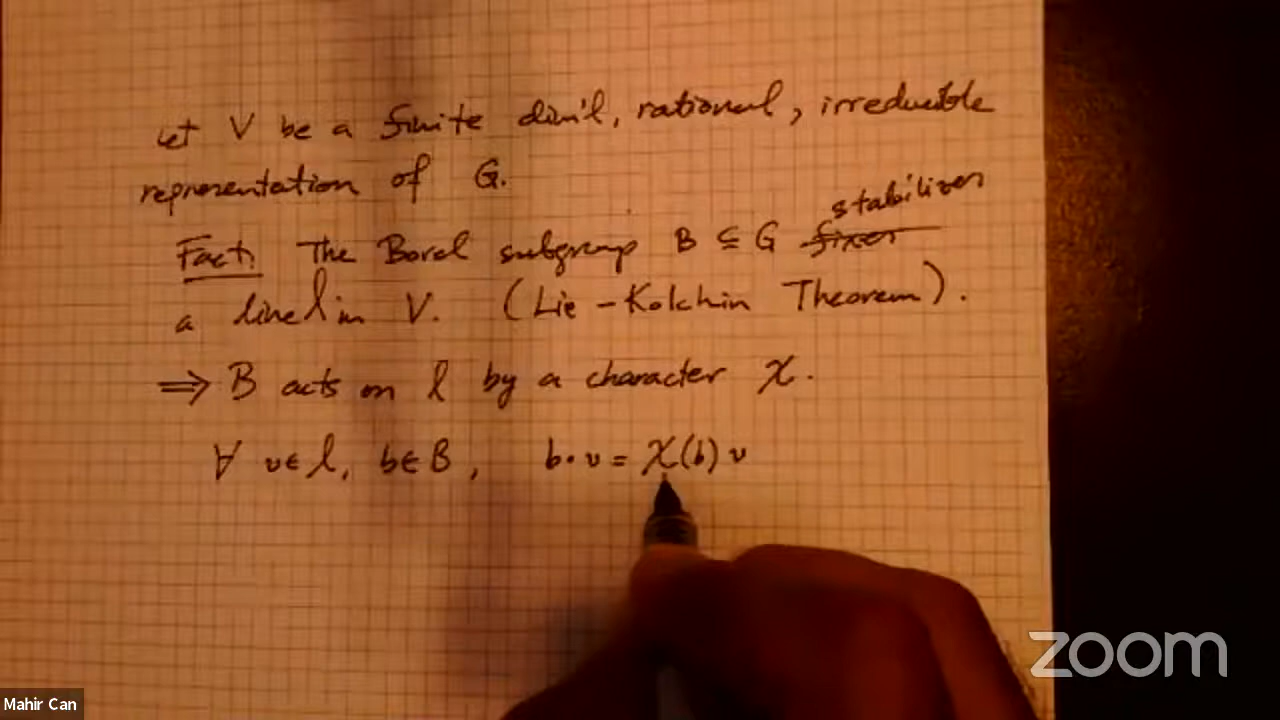 Let V be a finite dim'l, rational, irreducible
representation of G.
stabilizes
Fact: The Borel subgroup B ⊆ G fixes
a line l in V. (Lie-Kolchin Theorem).
⟹ B acts on l by a character χ.
∀ v∈l, b∈B, b·v = χ(b) v
zoom
Mahir Can